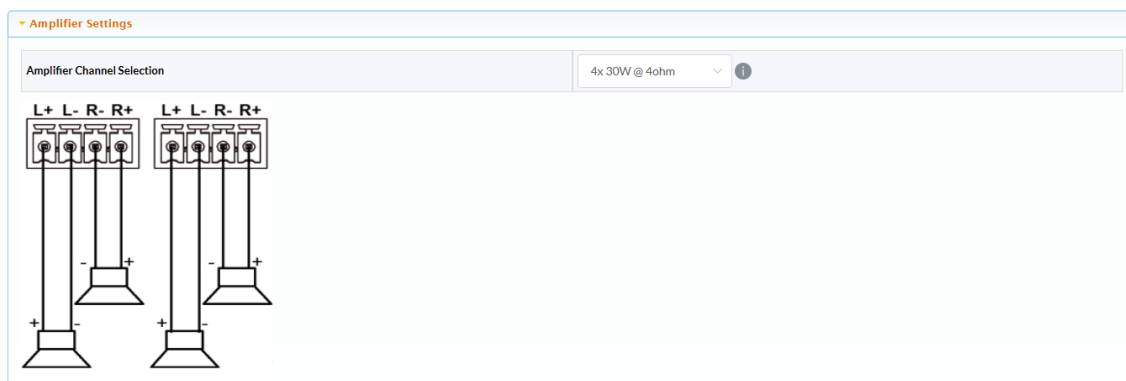 Amplifier Settings
Amplifier Channel Selection
4x 30W @ 4ohm
i
L+ L- R- R+ L+ L- R- R+
- + - +
+ - + -